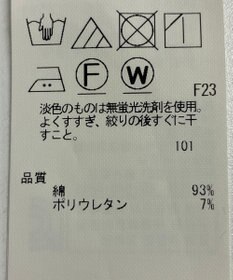 F W
F23
淡色のものは無蛍光洗剤を使用。
よくすすぎ、絞りの後すぐに干
すこと。
101
品質
綿 93%
ポリウレタン 7%